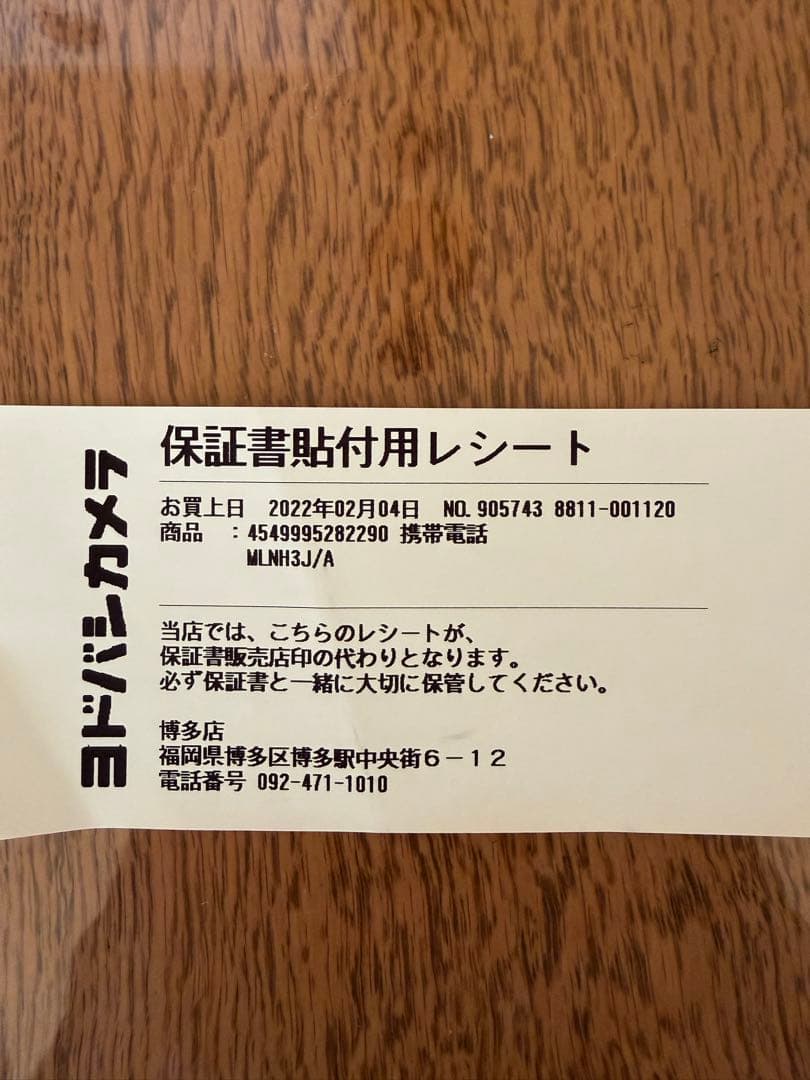 ヨドバシカメラ
保証書貼付用レシート
お買上日 2022年02月04日 NO.905743 8811-001120
商品 :4549995282290 携帯電話
MLNH3J/A
当店では、こちらのレシートが、
保証書販売店印の代わりとなります。
必ず保証書と一緒に大切に保管してください。
博多店
福岡県博多区博多駅中央街6-12
電話番号 092-471-1010